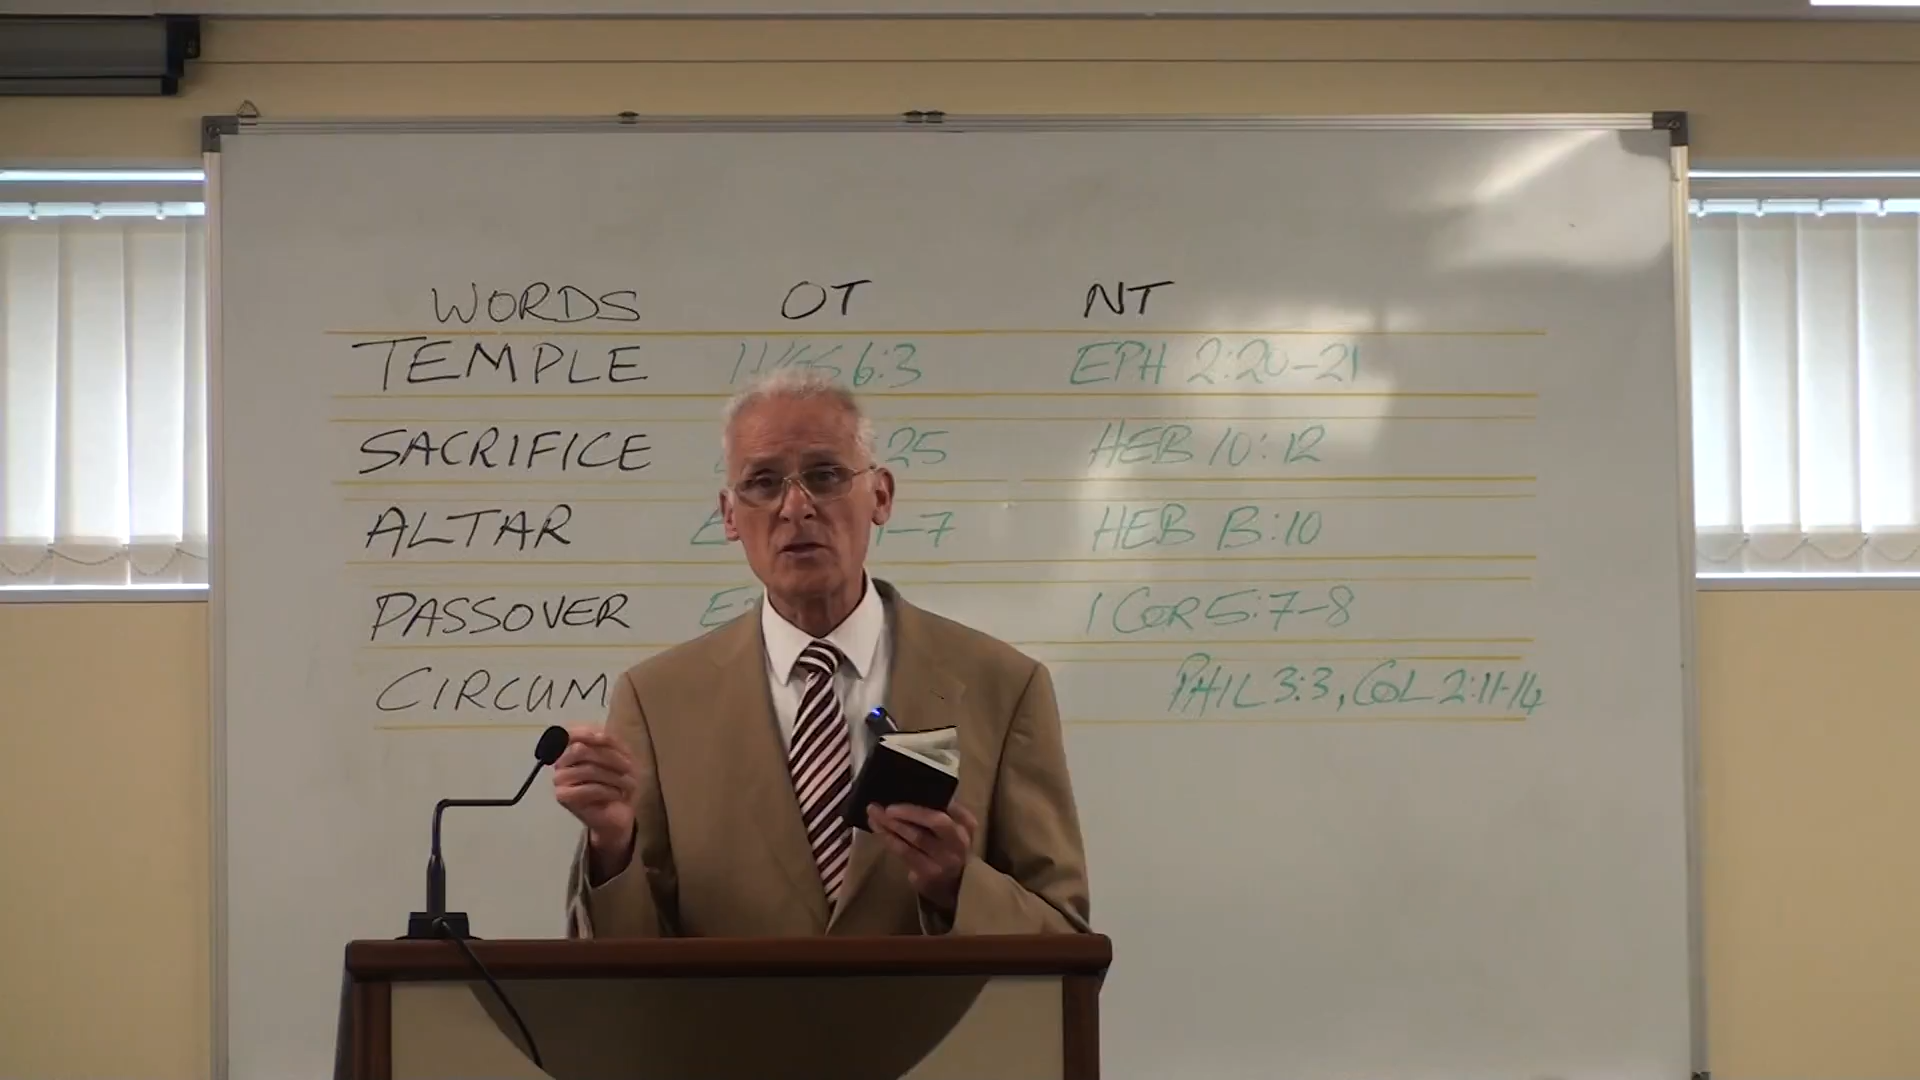 WORDS OT NT
TEMPLE 1 KGS 6:3 EPH 2:20-21
SACRIFICE 25 HEB 10:12
ALTAR 1-7 HEB 13:10
PASSOVER 1 COR 5:7-8
CIRCUM PHIL 3:3, COL 2:11-14